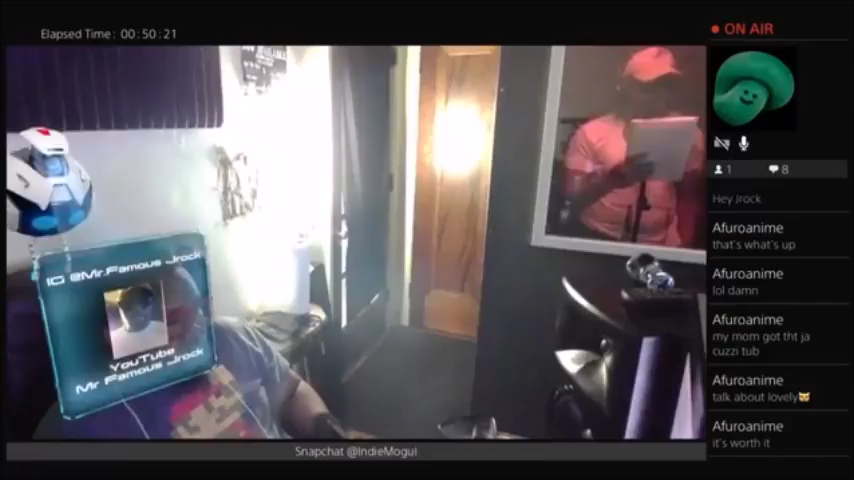 Elapsed Time : 00:50:21
ON AIR
1
8
Hey Jrock
Afuroanime
that's what's up
Afuroanime
lol damn
Afuroanime
my mom got tht ja
cuzzi tub
Afuroanime
talk about lovely😻
Afuroanime
it's worth it
IG @Mr.Famous Jrock
YouTube
Mr Famous Jrock
Snapchat @IndieMogul